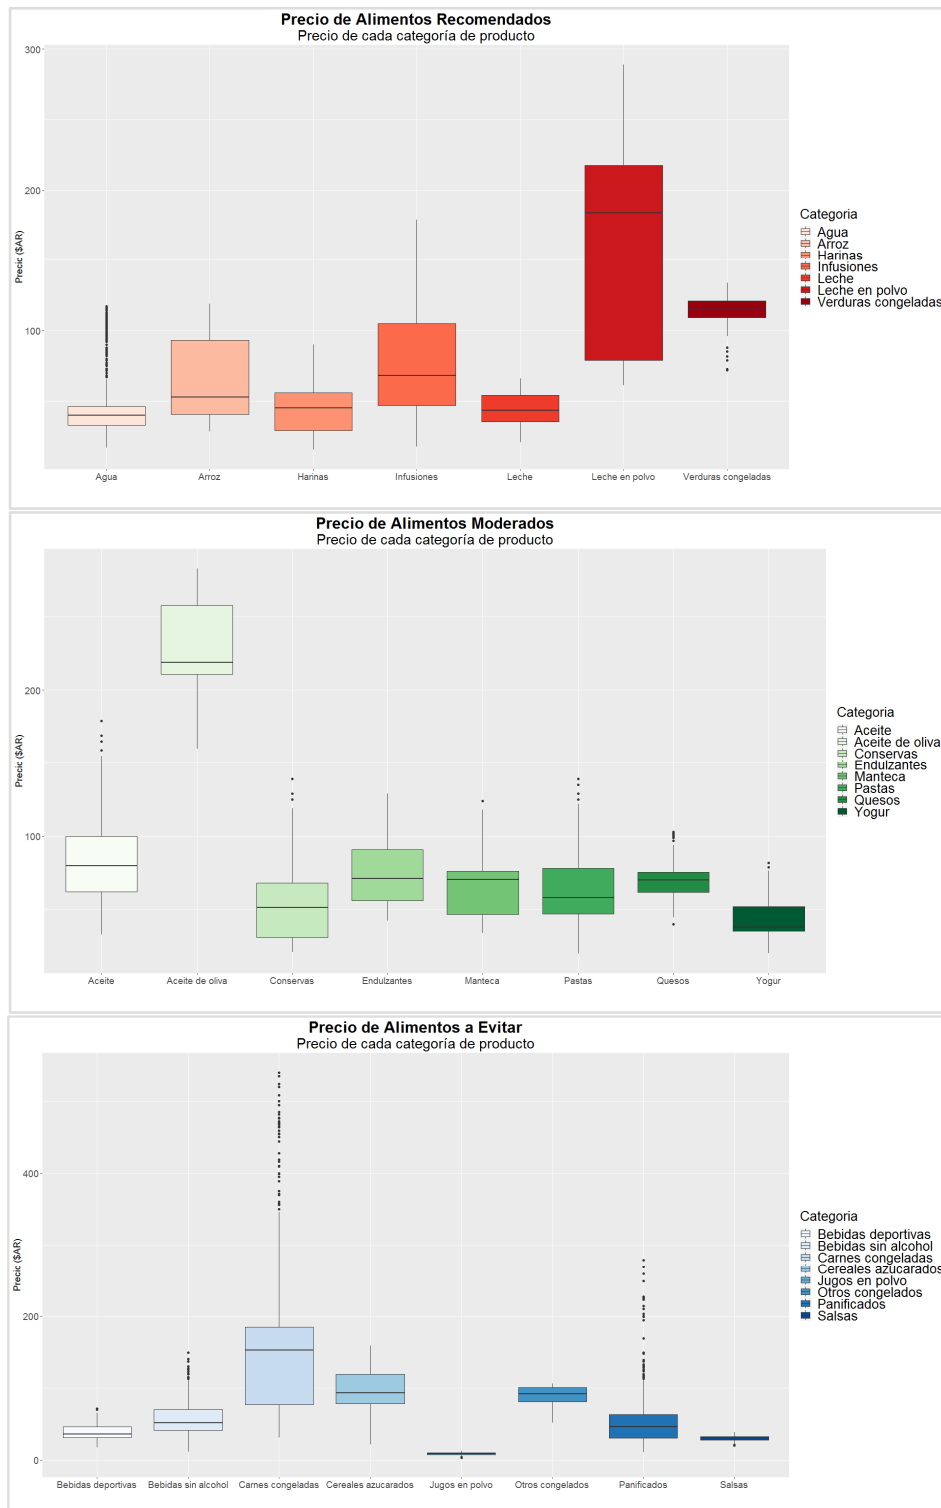 Precio de Alimentos Recomendados
Precio de cada categoría de producto
300
200
100
Precic ($AR)
Agua
Arroz
Harinas
Infusiones
Leche
Leche en polvo
Verduras congeladas
Categoria
Agua
Arroz
Harinas
Infusiones
Leche
Leche en polvo
Verduras congeladas
Precio de Alimentos Moderados
Precio de cada categoría de producto
200
100
Precic ($AR)
Aceite
Aceite de oliva
Conservas
Endulzantes
Manteca
Pastas
Quesos
Yogur
Categoria
Aceite
Aceite de oliva
Conservas
Endulzantes
Manteca
Pastas
Quesos
Yogur
Precio de Alimentos a Evitar
Precio de cada categoría de producto
400
200
0
Precic ($AR)
Bebidas deportivas
Bebidas sin alcohol
Carnes congeladas
Cereales azucarados
Jugos en polvo
Otros congelados
Panificados
Salsas
Categoria
Bebidas deportivas
Bebidas sin alcohol
Carnes congeladas
Cereales azucarados
Jugos en polvo
Otros congelados
Panificados
Salsas